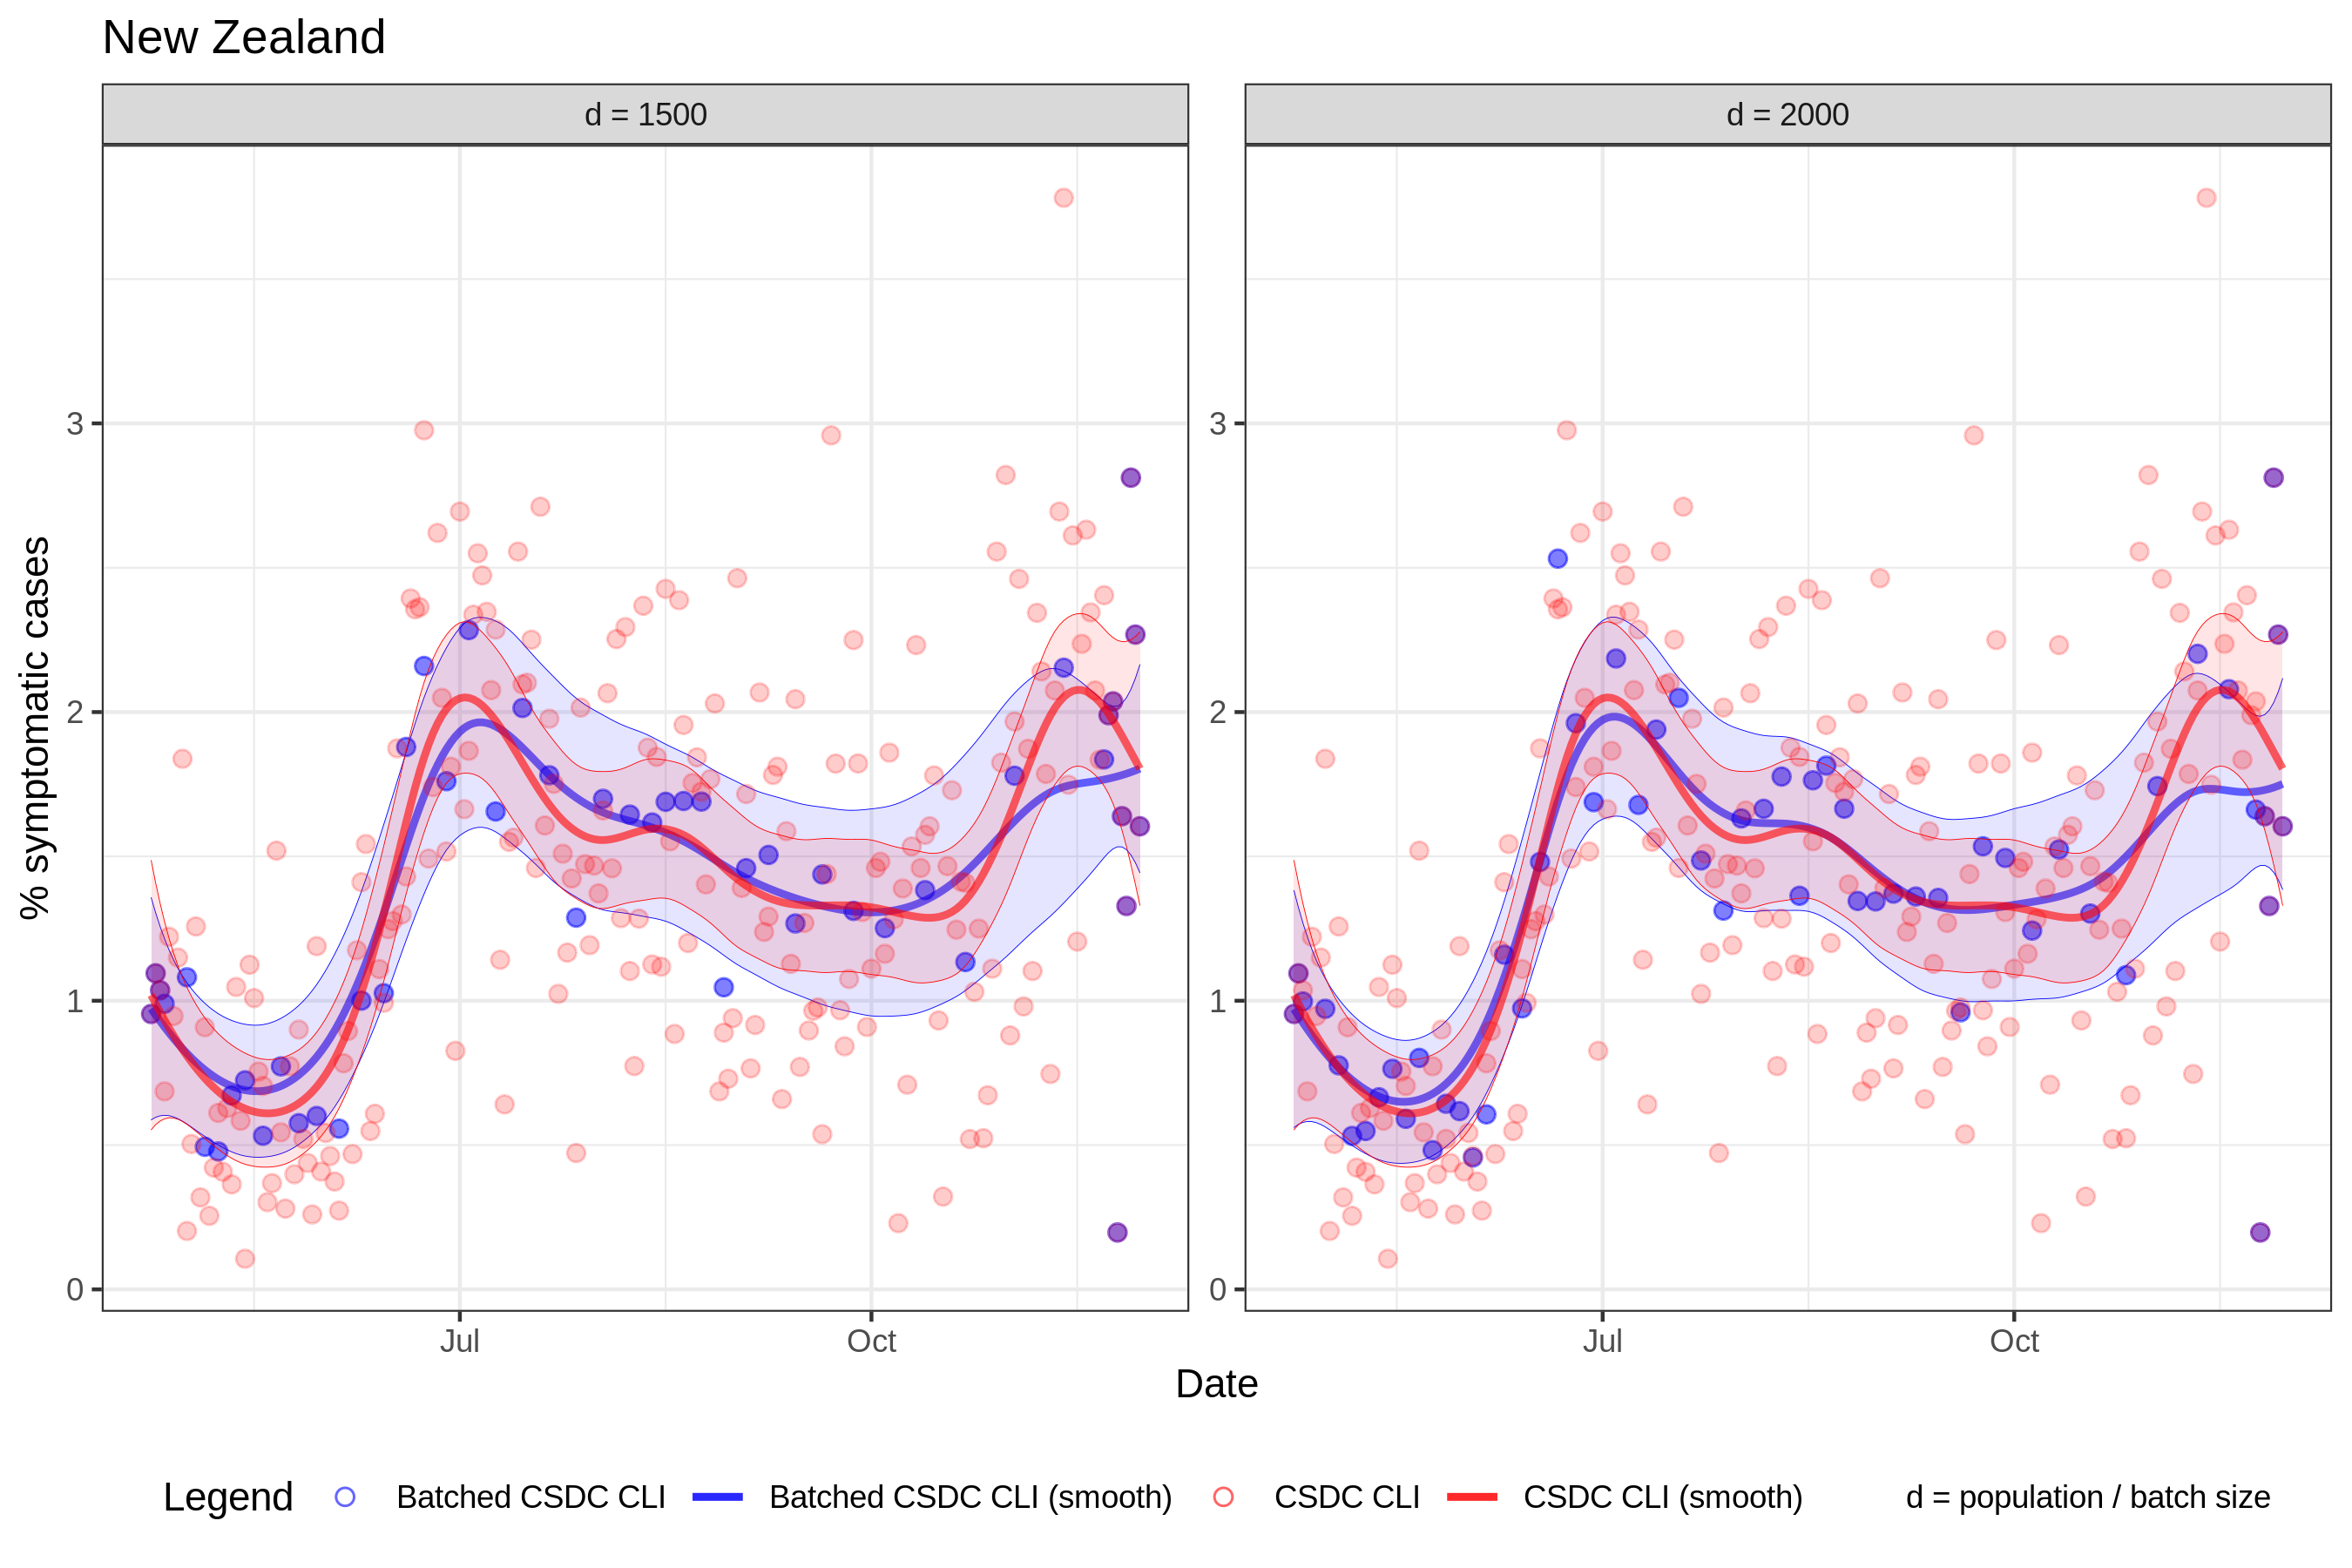 New Zealand
d = 1500
d = 2000
% symptomatic cases
3
2
1
0
3
2
1
0
Jul
Oct
Jul
Oct
Date
Legend
Batched CSDC CLI
Batched CSDC CLI (smooth)
CSDC CLI
CSDC CLI (smooth)
d = population / batch size